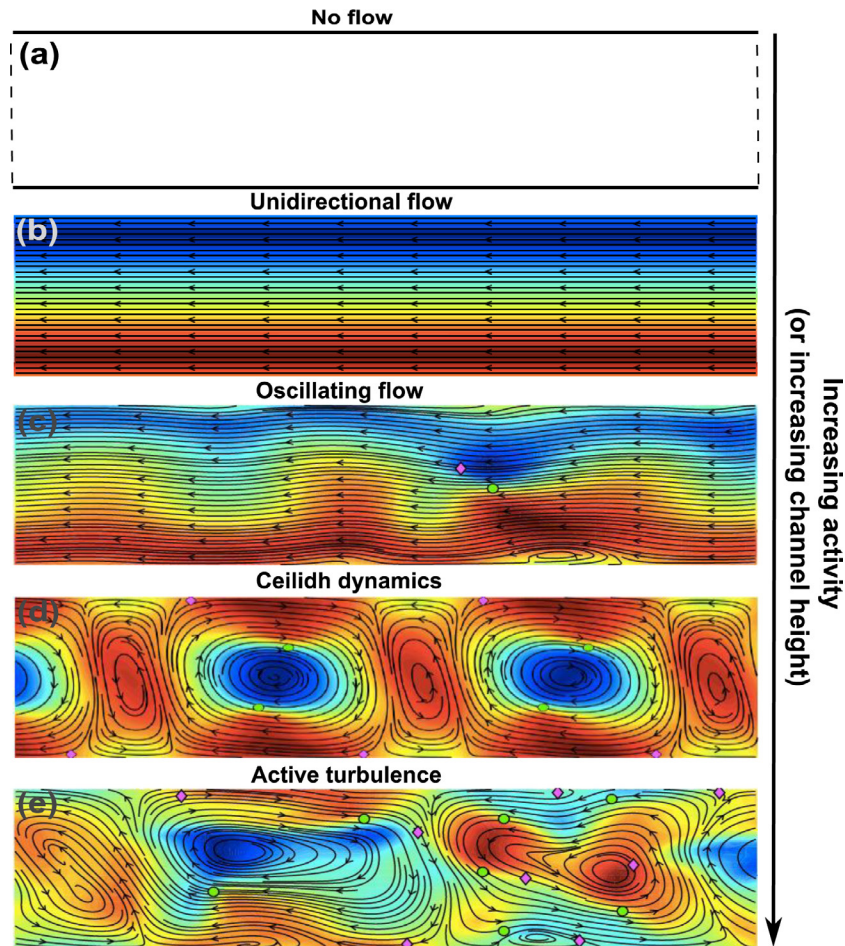 No flow
(a)
Unidirectional flow
(b)
Oscillating flow
(c)
Ceilidh dynamics
(d)
Active turbulence
(e)
Increasing activity
(or increasing channel height)